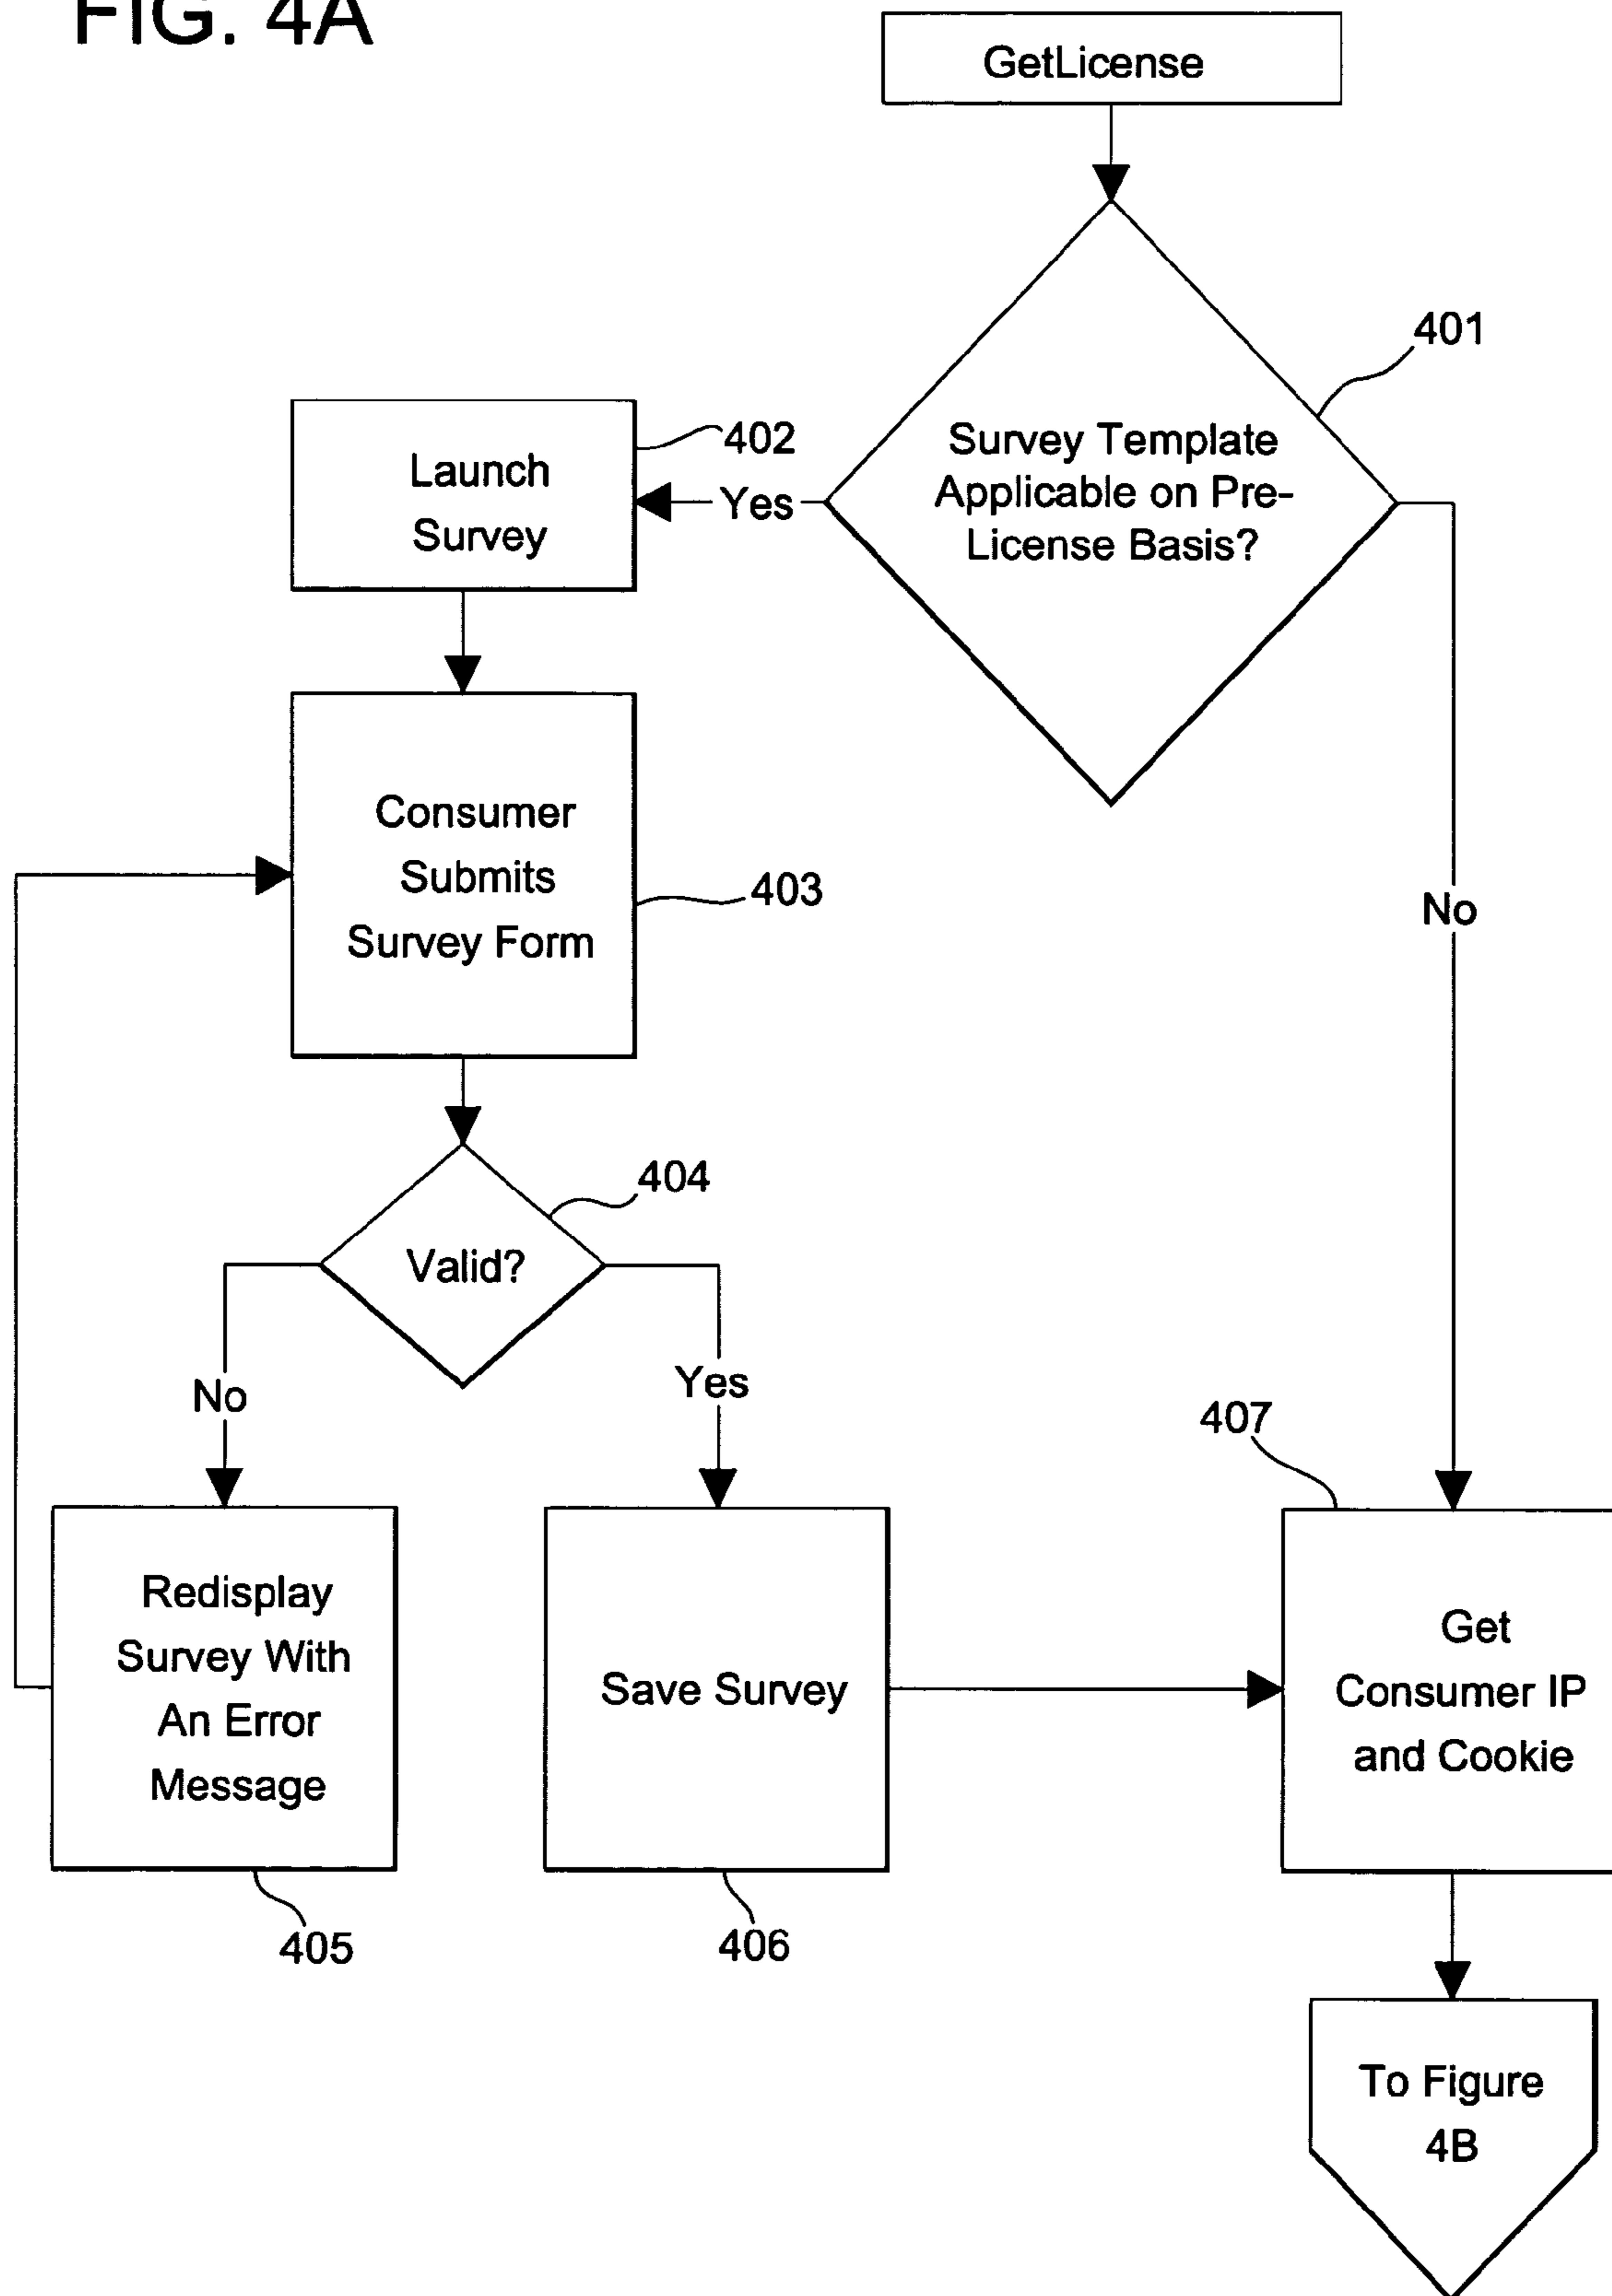 FIG. 4A
GetLicense
401
Survey Template
Applicable on Pre-
License Basis?
402
Launch
Survey
Yes
Consumer
Submits
Survey Form
403
No
404
Valid?
No
Yes
407
Redisplay
Survey With
An Error
Message
Save Survey
Get
Consumer IP
and Cookie
405
406
To Figure
4B